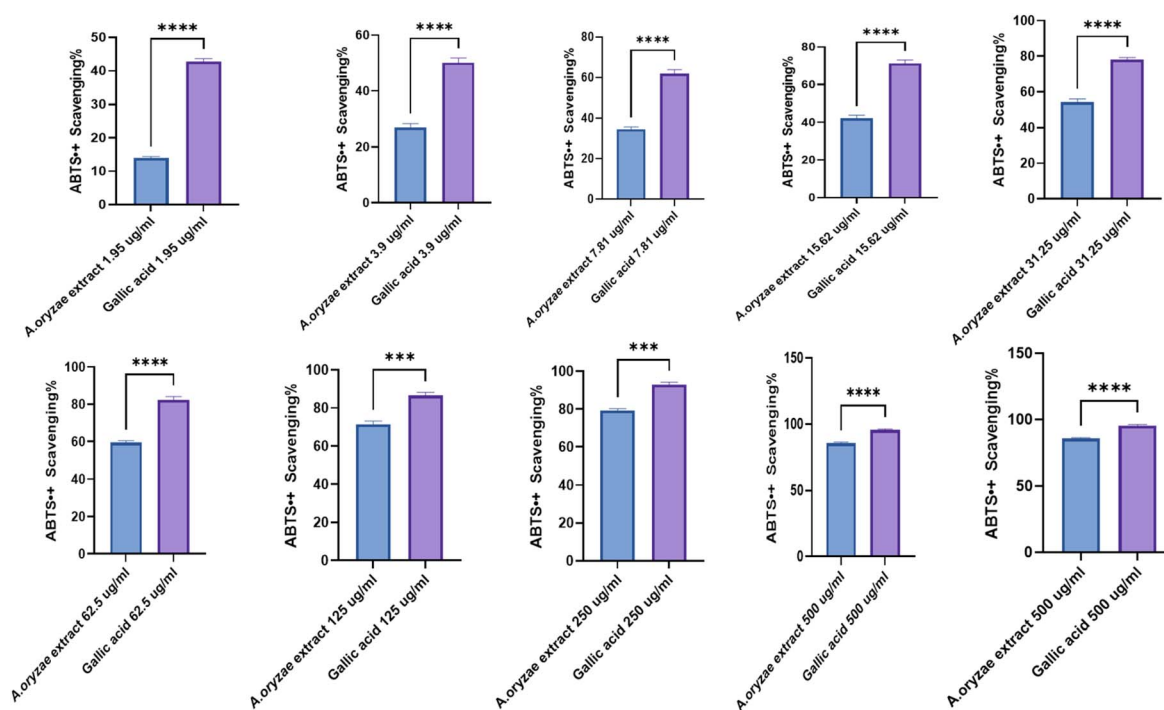 ****
ABTS•+ Scavenging%
50
40
30
20
10
0
A.oryzae extract 1.95 ug/ml
Gallic acid 1.95 ug/ml
****
ABTS•+ Scavenging%
60
40
20
0
A.oryzae extract 3.9 ug/ml
Gallic acid 3.9 ug/ml
****
ABTS•+ Scavenging%
80
60
40
20
0
A.oryzae extract 7.81 ug/ml
Gallic acid 7.81 ug/ml
****
ABTS•+ Scavenging%
80
60
40
20
0
A.oryzae extract 15.62 ug/ml
Gallic acid 15.62 ug/ml
****
ABTS•+ Scavenging%
100
80
60
40
20
0
A.oryzae extract 31.25 ug/ml
Gallic acid 31.25 ug/ml
****
ABTS•+ Scavenging%
100
80
60
40
20
0
A.oryzae extract 62.5 ug/ml
Gallic acid 62.5 ug/ml
***
ABTS•+ Scavenging%
100
80
60
40
20
0
A.oryzae extract 125 ug/ml
Gallic acid 125 ug/ml
***
ABTS•+ Scavenging%
100
80
60
40
20
0
A.oryzae extract 250 ug/ml
Gallic acid 250 ug/ml
****
ABTS•+ Scavenging%
150
100
50
0
A.oryzae extract 500 ug/ml
Gallic acid 500 ug/ml
****
ABTS•+ Scavenging%
150
100
50
0
A.oryzae extract 500 ug/ml
Gallic acid 500 ug/ml